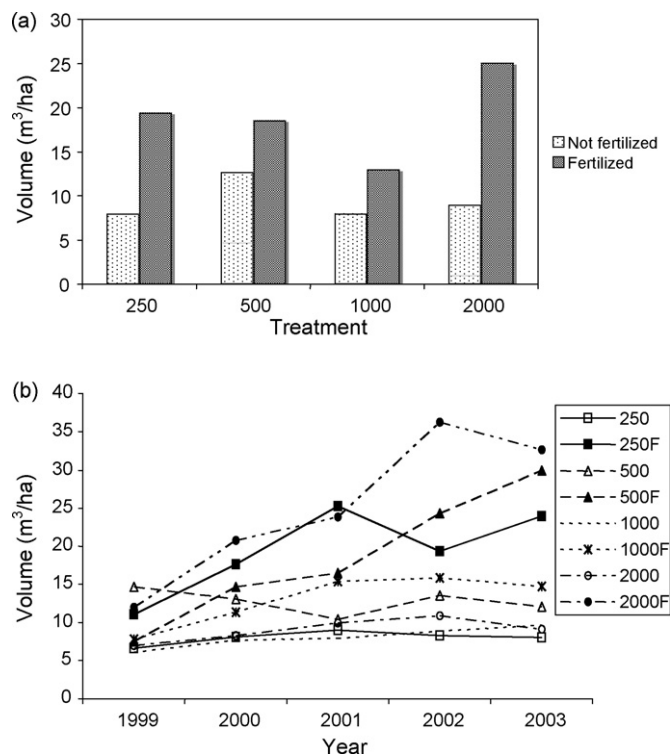 (a)
30
25
20
15
10
5
0
Volume (m³/ha)
250 500 1000 2000
Treatment
Not fertilized
Fertilized
(b)
40
35
30
25
20
15
10
5
0
Volume (m³/ha)
1999 2000 2001 2002 2003
Year
250
250F
500
500F
1000
1000F
2000
2000F